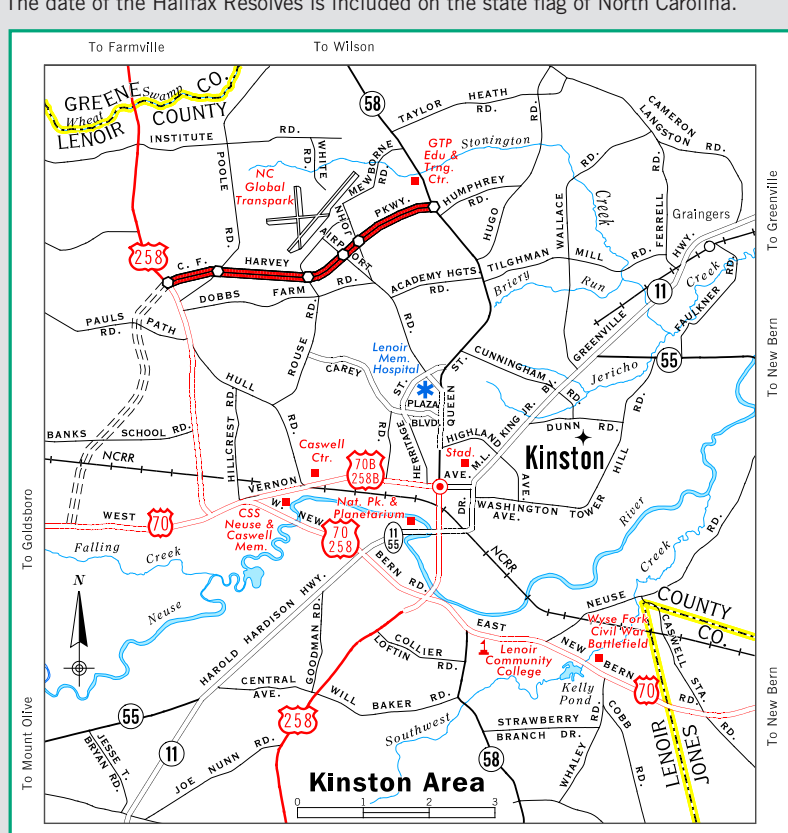 The date of the Halifax Resolves is included on the state flag of North Carolina.
To Farmville
To Wilson
GREENE CO.
Swamp
Wheat
COUNTY
LENOIR
INSTITUTE RD.
58
TAYLOR HEATH RD.
RD.
CAMERON
LANGSTON RD.
POOLE
RD.
WHITE
RD.
MEWBORNE
RD.
GTP
Edu &
Trng.
Ctr.
Stonington
Creek
NC
Global
Transpark
HUMPHREY
RD.
HUGO
WALLACE
RD.
FERRELL
RD.
Graingers
To Greenville
JOHN
AIRPORT
RD.
258
C. F. HARVEY PKWY.
DOBBS FARM RD.
ACADEMY HGTS.
RD.
TILGHMAN MILL RD.
Briery Run
HWY.
Creek
RD.
11
FAULKNER
GREENVILLE
PAULS PATH
RD.
ROUSE
RD.
Lenoir
Mem.
Hospital
CAREY
ST.
ST.
PLAZA
BLVD.
QUEEN
CUNNINGHAM
RD.
BY.
Jericho
55
To New Bern
HULL
RD.
HILLCREST RD.
HERITAGE
RD.
HIGHLAND
AVE.
M.L. AND KING JR.
DUNN RD.
RD.
HILL
TOWER
Kinston
BANKS SCHOOL RD.
NCRR
Caswell
Ctr.
70B
258B
Stad.
VERNON AVE.
DR.
WASHINGTON
AVE.
CSS
Neuse &
Caswell
Mem.
Nat. Pk. &
Planetarium
WEST
70
W. NEW BERN RD.
70
258
11
55
NCRR
River
RD.
Creek
To Goldsboro
Falling Creek
N
Neuse
HAROLD HARDISON HWY.
GOODMAN RD.
NEUSE
COUNTY
CO.
Wyse Fork
Civil War
Battlefield
CASWELL STA.
RD.
EAST NEW BERN RD.
Lenoir
Community
College
70
Kelly
Pond
COLLIER
LOFTIN RD.
CENTRAL
AVE.
WILL BAKER RD.
258
Southwest
STRAWBERRY
BRANCH DR.
WHALEY
RD.
COBB
RD.
LENOIR
JONES
To New Bern
To Mount Olive
55
11
JESSE T.
BRYAN RD.
JOE NUNN RD.
58
Kinston Area
0 1 2 3